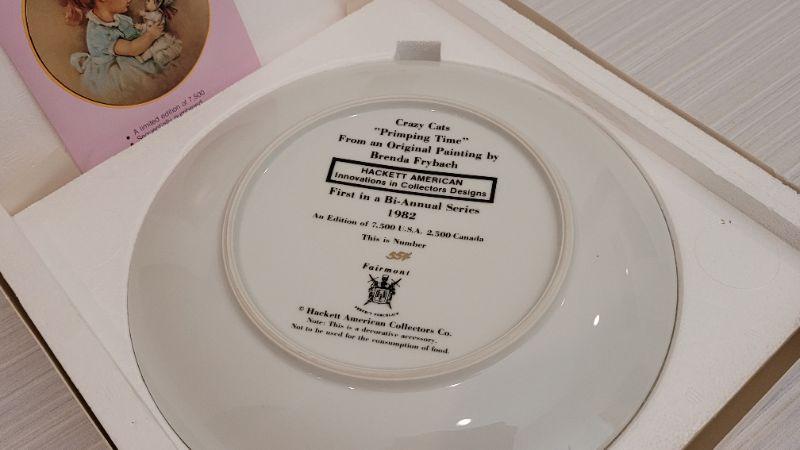 • A limited edition of 7,500
Crazy Cats
"Primping Time"
From an Original Painting by
Brenda Frybach
HACKETT AMERICAN
Innovations in Collectors Designs
First in a Bi-Annual Series
1982
An Edition of 7,500 U.S.A. 2,500 Canada
This is Number
Fairmont
© Hackett American Collectors Co.
Note: This is a decorative accessory.
Not to be used for the consumption of food.